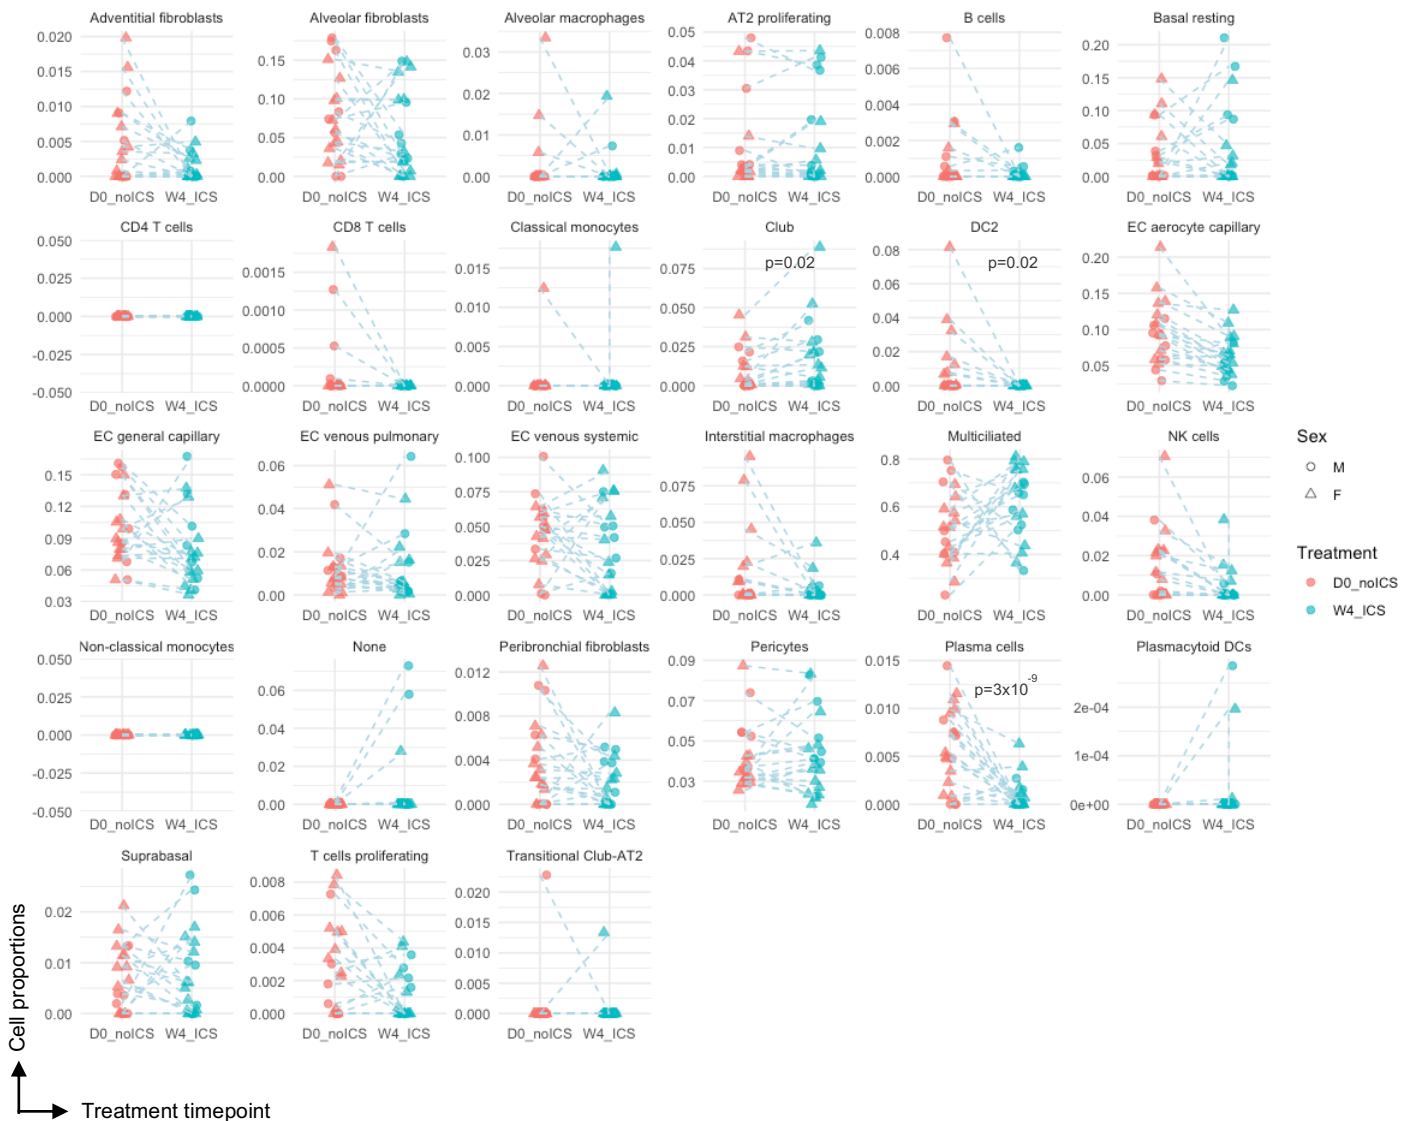 Adventitial fibroblasts
0.020
0.015
0.010
0.005
0.000
D0_noICS W4_ICS
Alveolar fibroblasts
0.15
0.10
0.05
0.00
D0_noICS W4_ICS
Alveolar macrophages
0.03
0.02
0.01
0.00
D0_noICS W4_ICS
AT2 proliferating
0.05
0.04
0.03
0.02
0.01
0.00
D0_noICS W4_ICS
B cells
0.008
0.006
0.004
0.002
0.000
D0_noICS W4_ICS
Basal resting
0.20
0.15
0.10
0.05
0.00
D0_noICS W4_ICS
CD4 T cells
0.050
0.025
0.000
-0.025
-0.050
D0_noICS W4_ICS
CD8 T cells
0.0015
0.0010
0.0005
0.0000
D0_noICS W4_ICS
Classical monocytes
0.015
0.010
0.005
0.000
D0_noICS W4_ICS
Club
p=0.02
0.075
0.050
0.025
0.000
D0_noICS W4_ICS
DC2
p=0.02
0.08
0.06
0.04
0.02
0.00
D0_noICS W4_ICS
EC aerocyte capillary
0.20
0.15
0.10
0.05
D0_noICS W4_ICS
EC general capillary
0.15
0.12
0.09
0.06
0.03
D0_noICS W4_ICS
EC venous pulmonary
0.06
0.04
0.02
0.00
D0_noICS W4_ICS
EC venous systemic
0.100
0.075
0.050
0.025
0.000
D0_noICS W4_ICS
Interstitial macrophages
0.075
0.050
0.025
0.000
D0_noICS W4_ICS
Multiciliated
0.8
0.6
0.4
D0_noICS W4_ICS
NK cells
0.06
0.04
0.02
0.00
D0_noICS W4_ICS
Non-classical monocytes
0.050
0.025
0.000
-0.025
-0.050
D0_noICS W4_ICS
None
0.06
0.04
0.02
0.00
D0_noICS W4_ICS
Peribronchial fibroblasts
0.012
0.008
0.004
0.000
D0_noICS W4_ICS
Pericytes
0.09
0.07
0.05
0.03
D0_noICS W4_ICS
Plasma cells
p=3x10⁻⁹
0.015
0.010
0.005
0.000
D0_noICS W4_ICS
Plasmacytoid DCs
2e-04
1e-04
0e+00
D0_noICS W4_ICS
Suprabasal
0.02
0.01
0.00
D0_noICS W4_ICS
T cells proliferating
0.008
0.006
0.004
0.002
0.000
D0_noICS W4_ICS
Transitional Club-AT2
0.020
0.015
0.010
0.005
0.000
D0_noICS W4_ICS
Sex
M
F
Treatment
D0_noICS
W4_ICS
Cell proportions
Treatment timepoint